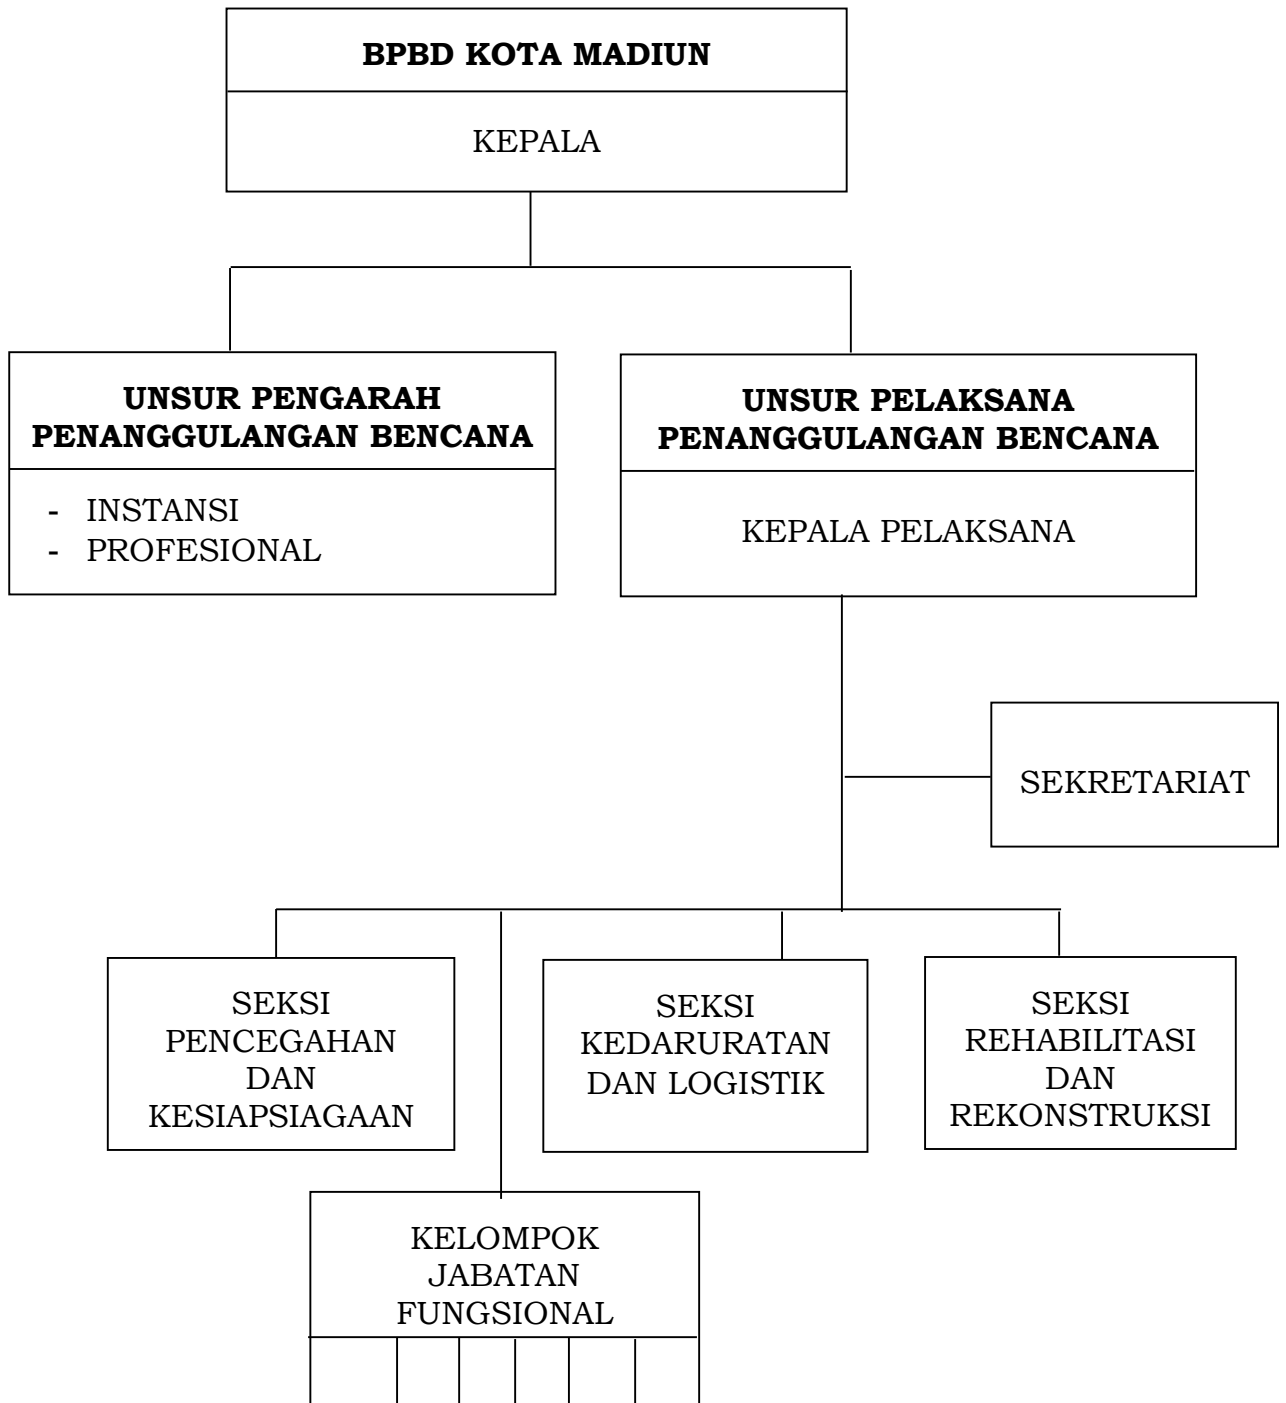 BPBD KOTA MADIUN
KEPALA
UNSUR PENGARAH
PENANGGULANGAN BENCANA
- INSTANSI
- PROFESIONAL
UNSUR PELAKSANA
PENANGGULANGAN BENCANA
KEPALA PELAKSANA
SEKRETARIAT
SEKSI
PENCEGAHAN
DAN
KESIAPSIAGAAN
SEKSI
KEDARURATAN
DAN LOGISTIK
SEKSI
REHABILITASI
DAN
REKONSTRUKSI
KELOMPOK
JABATAN
FUNGSIONAL